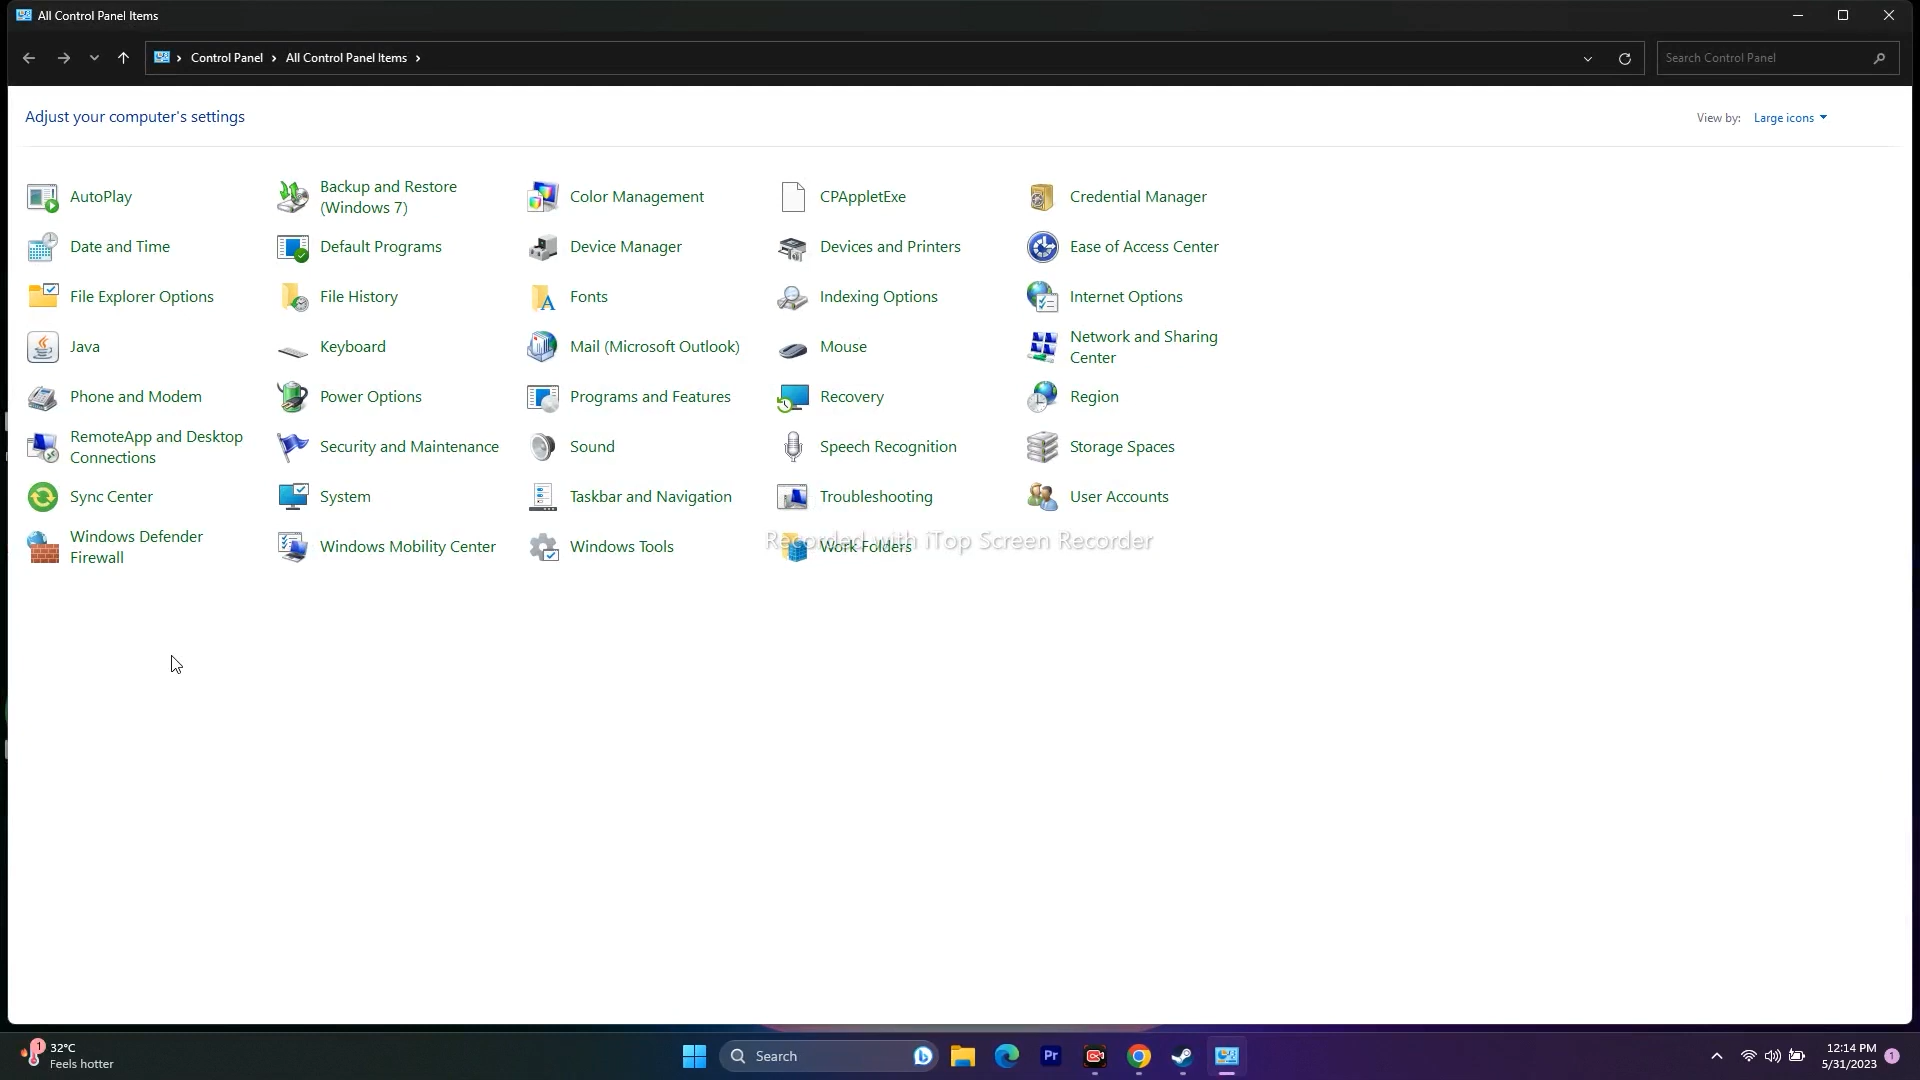 All Control Panel Items
Control Panel
All Control Panel Items
Search Control Panel
Adjust your computer's settings
View by:
Large icons
AutoPlay
Backup and Restore
(Windows 7)
Color Management
CPAppletExe
Credential Manager
Date and Time
Default Programs
Device Manager
Devices and Printers
Ease of Access Center
File Explorer Options
File History
Fonts
Indexing Options
Internet Options
Java
Keyboard
Mail (Microsoft Outlook)
Mouse
Network and Sharing
Center
Phone and Modem
Power Options
Programs and Features
Recovery
Region
RemoteApp and Desktop
Connections
Security and Maintenance
Sound
Speech Recognition
Storage Spaces
Sync Center
System
Taskbar and Navigation
Troubleshooting
User Accounts
Windows Defender
Firewall
Windows Mobility Center
Windows Tools
Work Folders
Recorded with iTop Screen Recorder
1
32°C
Feels hotter
Search
Pr
12:14 PM
5/31/2023
1